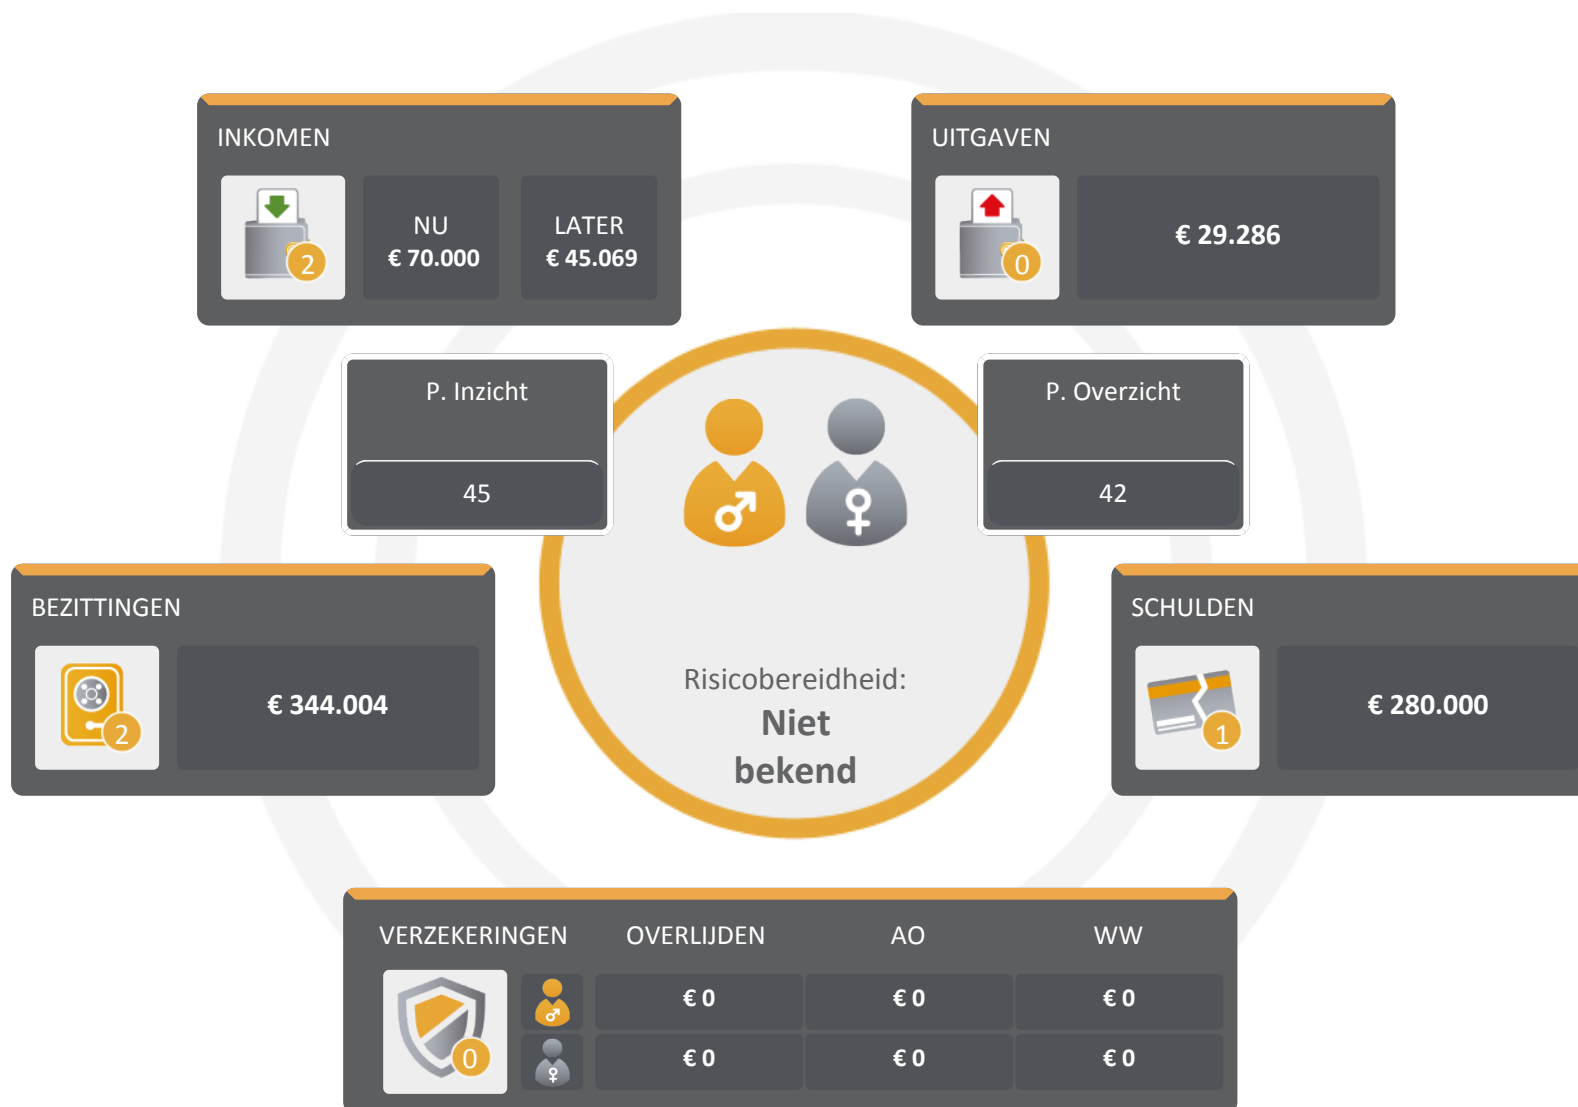 INKOMEN
2
NU
€ 70.000
LATER
€ 45.069
UITGAVEN
0
€ 29.286
P. Inzicht
45
P. Overzicht
42
BEZITTINGEN
2
€ 344.004
Risicobereidheid:
Niet
bekend
SCHULDEN
1
€ 280.000
VERZEKERINGEN OVERLIJDEN AO WW
0
€ 0 € 0 € 0
€ 0 € 0 € 0